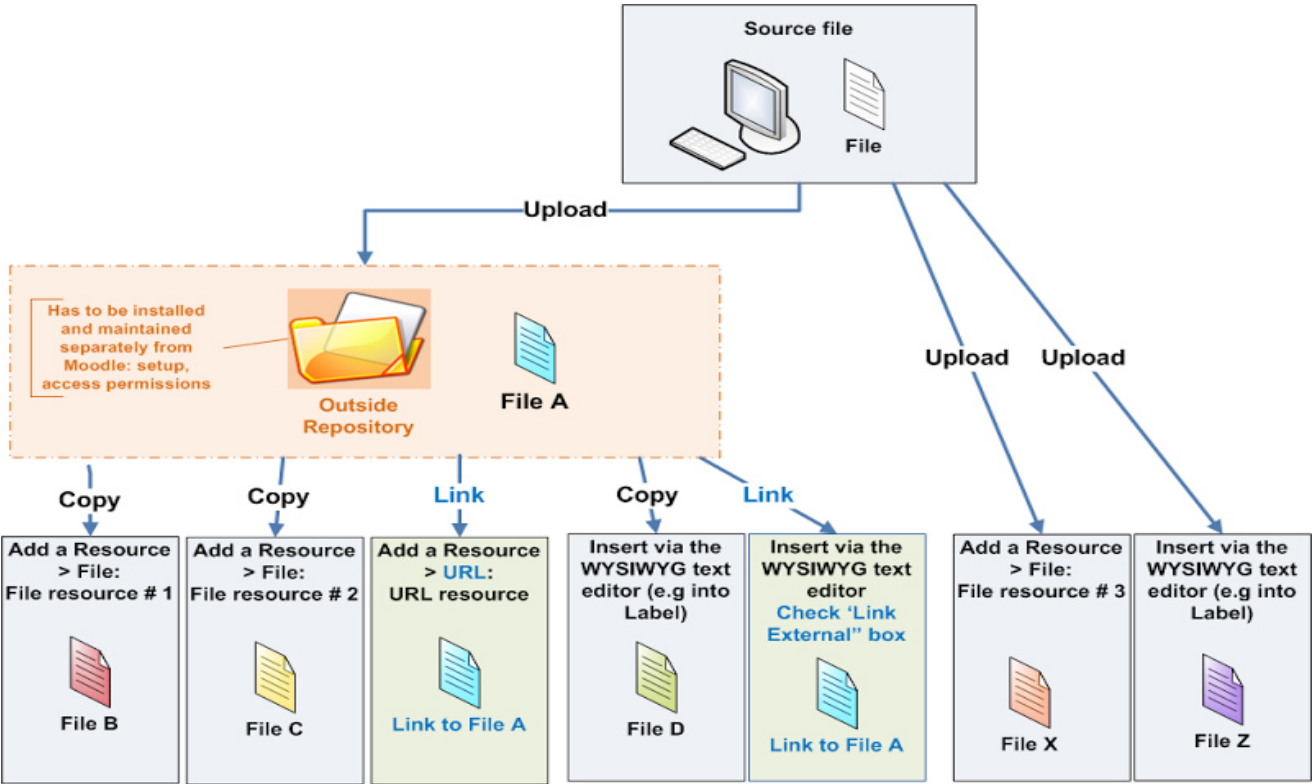 Source file
File
Upload
Upload
Upload
Has to be installed
and maintained
separately from
Moodle: setup,
access permissions
Outside
Repository
File A
Copy
Copy
Link
Copy
Link
Add a Resource
> File:
File resource # 1
File B
Add a Resource
> File:
File resource # 2
File C
Add a Resource
> URL:
URL resource
Link to File A
Insert via the
WYSIWYG text
editor (e.g into
Label)
File D
Insert via the
WYSIWYG text
editor
Check ‘Link
External” box
Link to File A
Add a Resource
> File:
File resource # 3
File X
Insert via the
WYSIWYG text
editor (e.g into
Label)
File Z